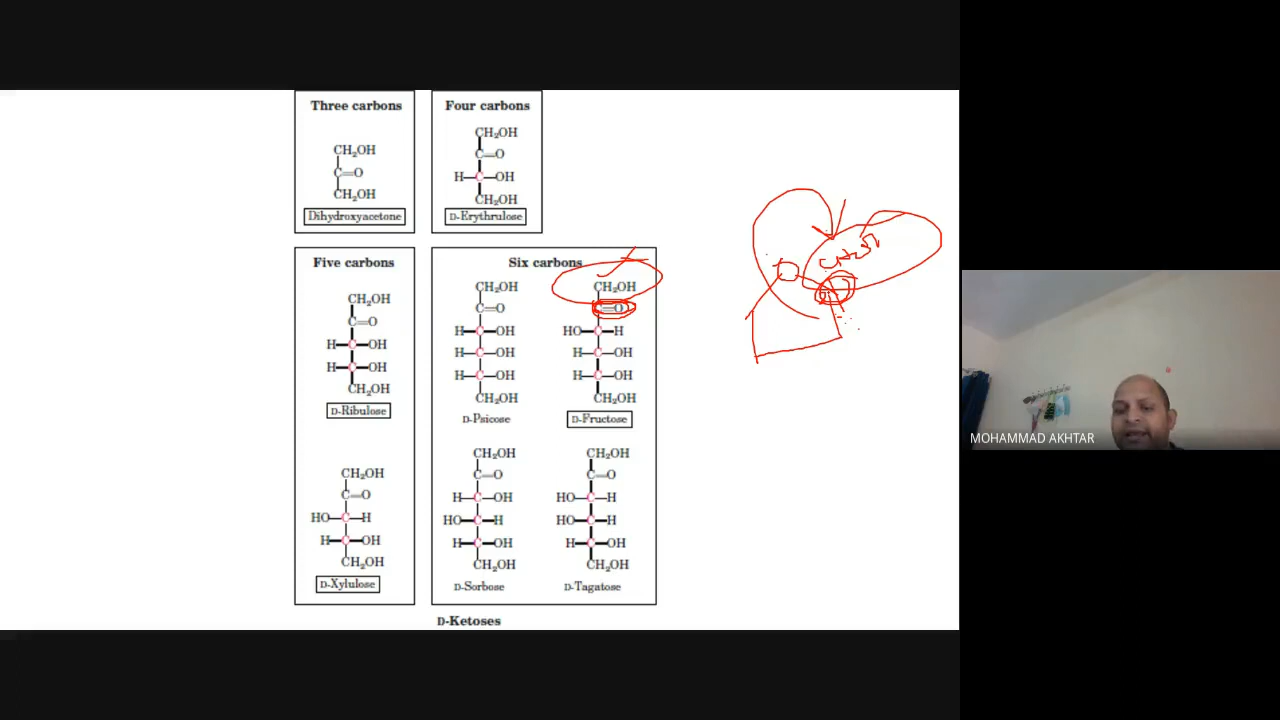 Three carbons
CH₂OH
C=O
CH₂OH
Dihydroxyacetone
Four carbons
CH₂OH
C=O
H—C—OH
CH₂OH
D-Erythrulose
Five carbons
CH₂OH
C=O
H—C—OH
H—C—OH
CH₂OH
D-Ribulose
CH₂OH
C=O
HO—C—H
H—C—OH
CH₂OH
D-Xylulose
Six carbons
CH₂OH
C=O
H—C—OH
H—C—OH
H—C—OH
CH₂OH
D-Psicose
CH₂OH
C=O
HO—C—H
H—C—OH
H—C—OH
CH₂OH
D-Fructose
CH₂OH
C=O
H—C—OH
HO—C—H
H—C—OH
CH₂OH
D-Sorbose
CH₂OH
C=O
HO—C—H
HO—C—H
H—C—OH
CH₂OH
D-Tagatose
D-Ketoses
MOHAMMAD AKHTAR